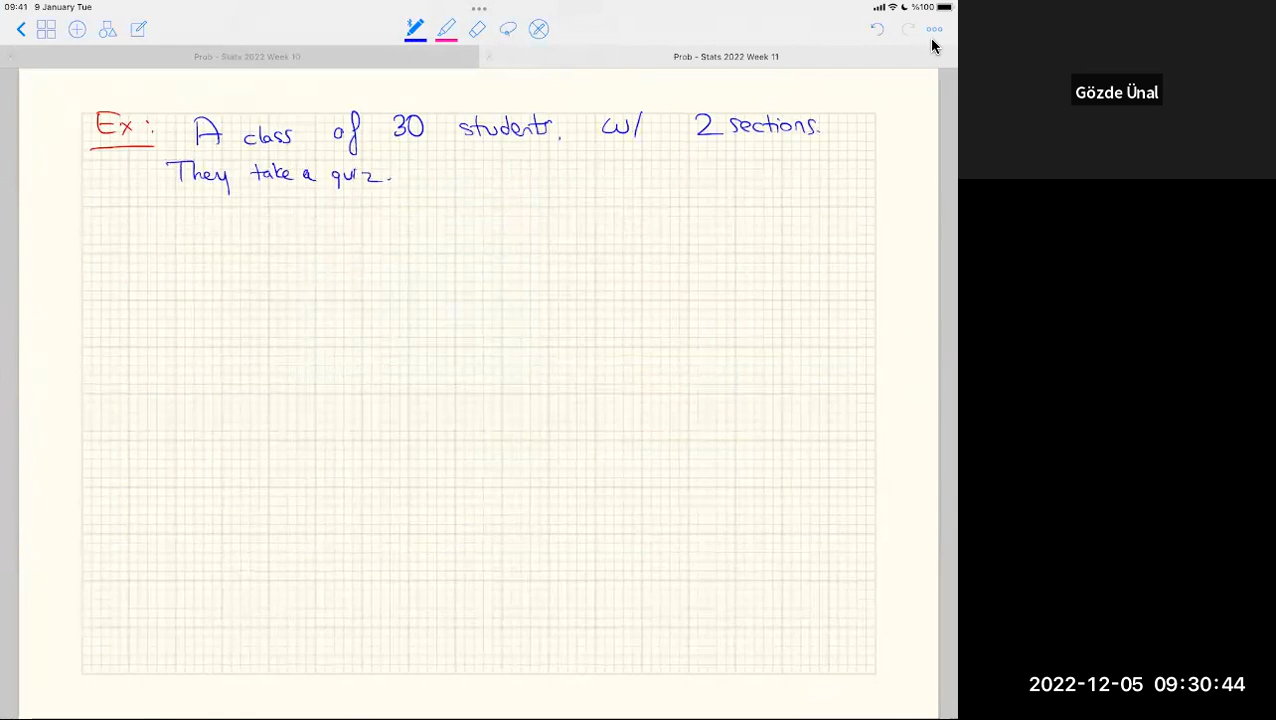 09:41 9 January Tue
%100
Prob - Stats 2022 Week 10
Prob - Stats 2022 Week 11
Gözde Ünal
Ex: A class of 30 students. w/ 2 sections.
They take a quiz.
2022-12-05 09:30:44